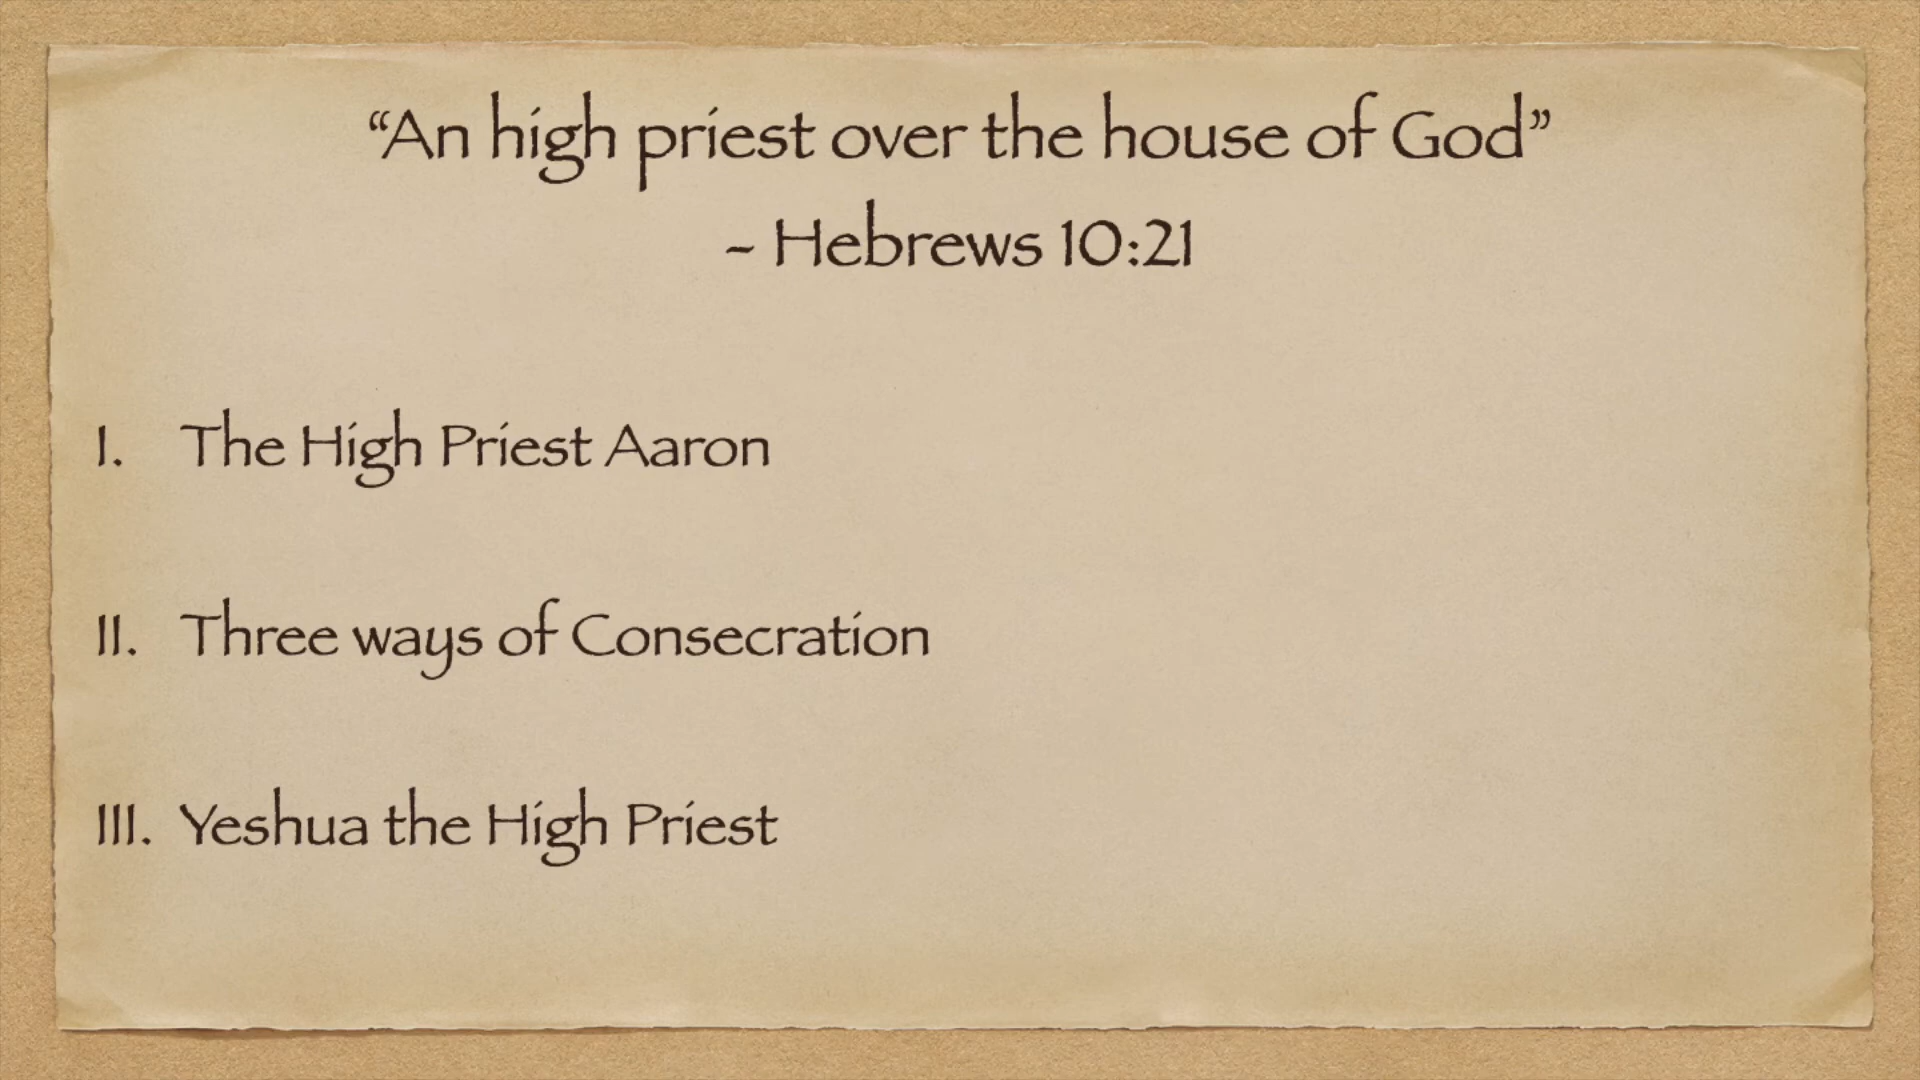 “An high priest over the house of God”
- Hebrews 10:21
I. The High Priest Aaron
II. Three ways of Consecration
III. Yeshua the High Priest